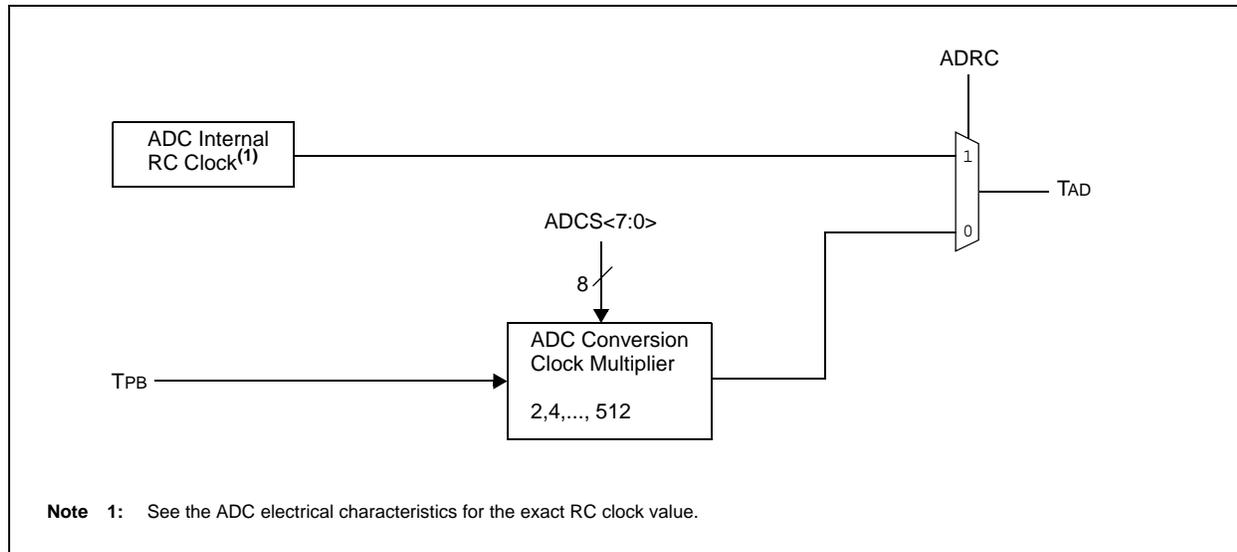 ADRC
ADC Internal
RC Clock(1)
1
TAD
ADCS<7:0>
0
8
ADC Conversion
Clock Multiplier
TPB
2,4,..., 512
Note 1: See the ADC electrical characteristics for the exact RC clock value.